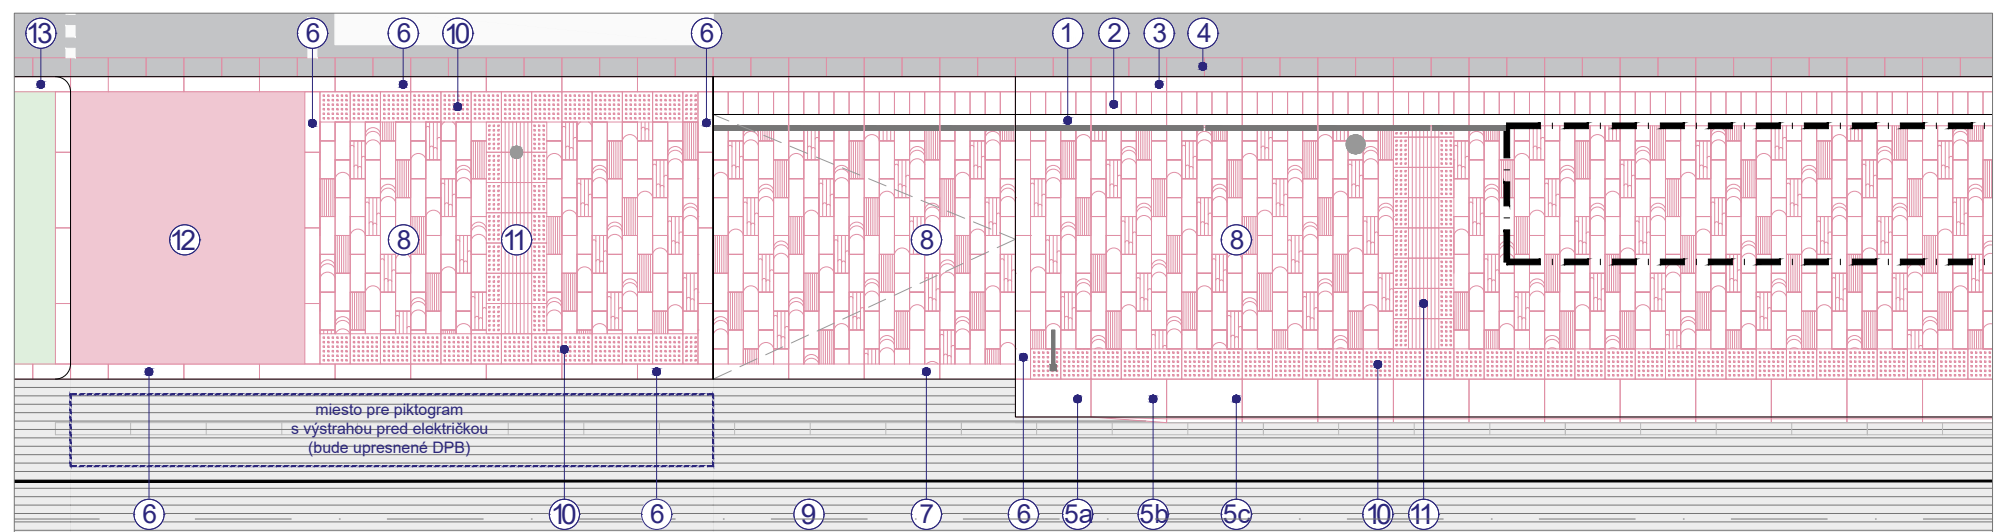 13 6 6 10 6 1 2 3 4
12 8 11 8 8
miesto pre piktogram
s výstrahou pred električkou
(bude upresnené DPB)
6 10 6 9 7 6 5a 5b 5c 10 11